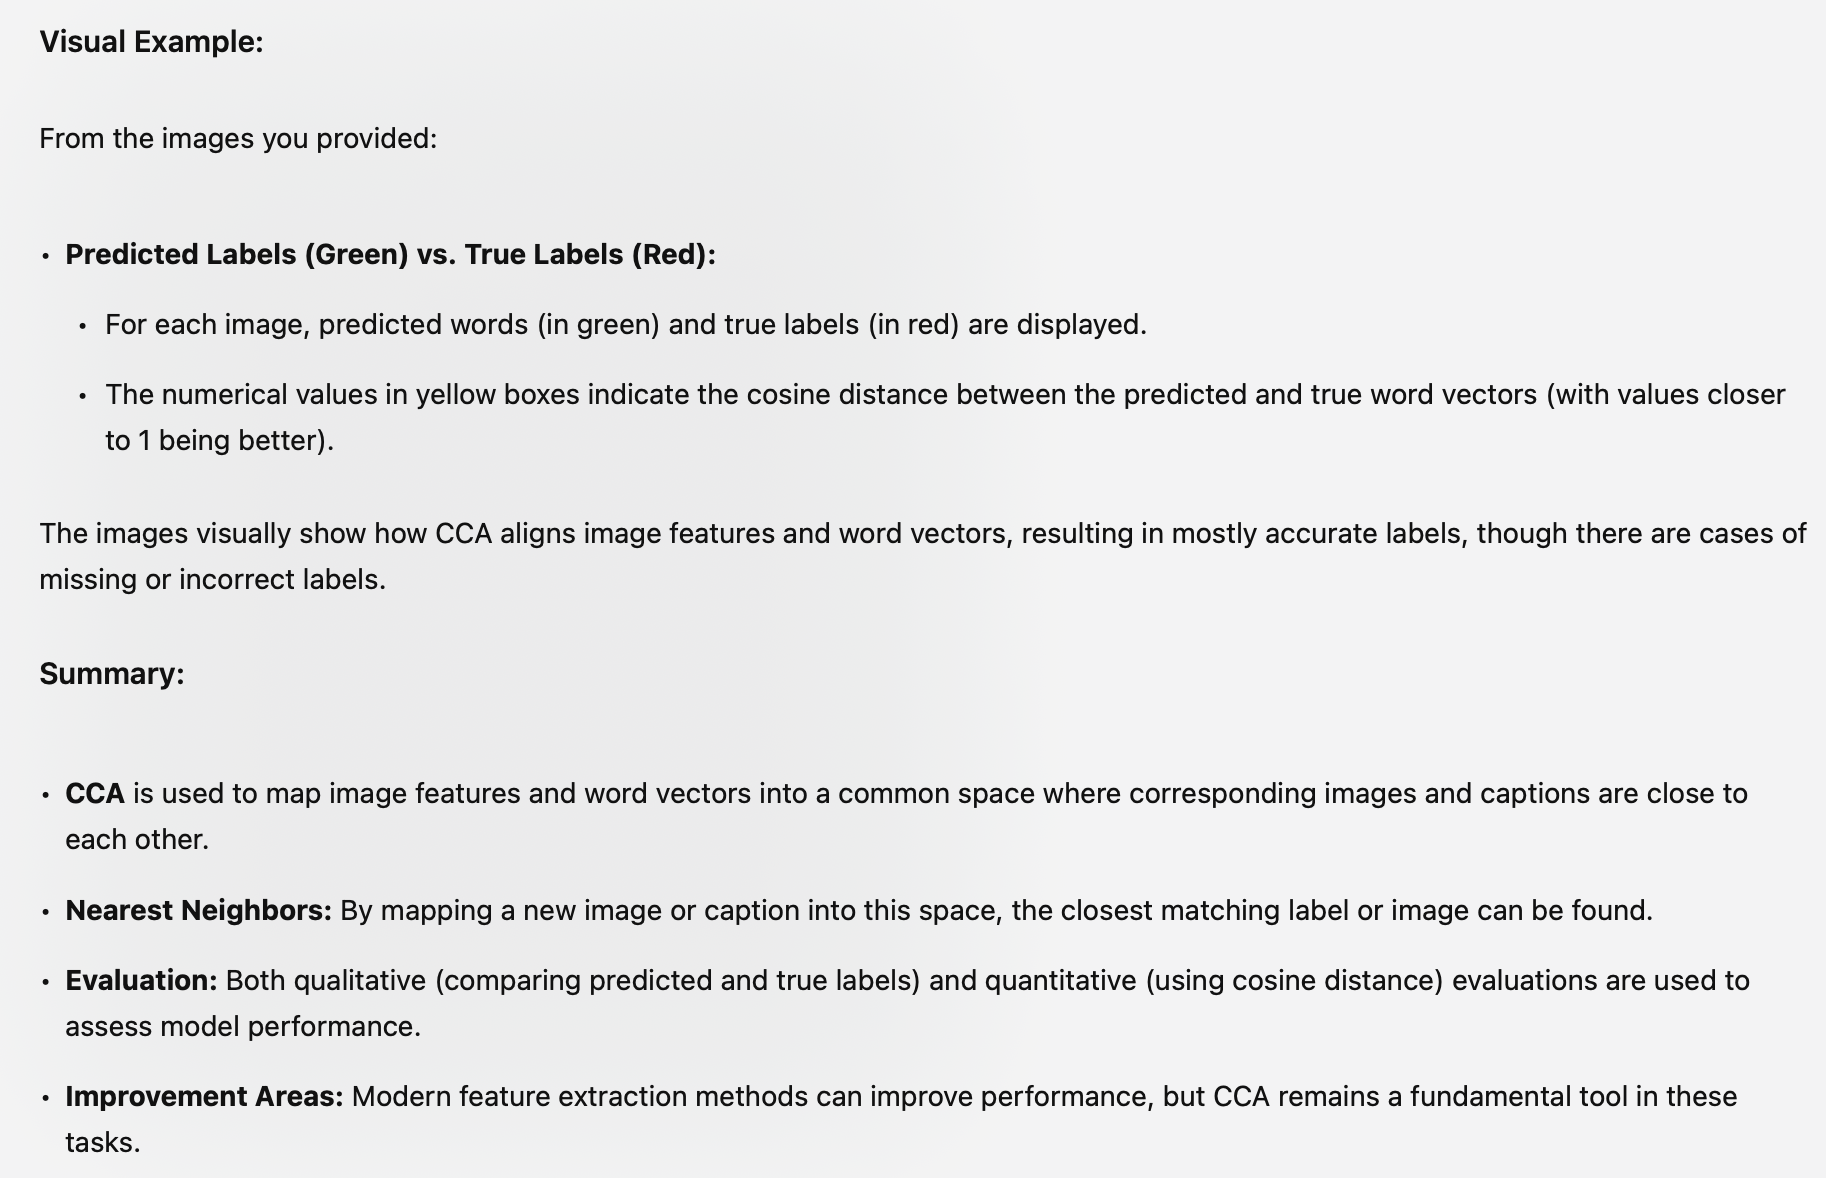 Visual Example:
From the images you provided:
• Predicted Labels (Green) vs. True Labels (Red):
• For each image, predicted words (in green) and true labels (in red) are displayed.
• The numerical values in yellow boxes indicate the cosine distance between the predicted and true word vectors (with values closer
to 1 being better).
The images visually show how CCA aligns image features and word vectors, resulting in mostly accurate labels, though there are cases of
missing or incorrect labels.
Summary:
• CCA is used to map image features and word vectors into a common space where corresponding images and captions are close to
each other.
• Nearest Neighbors: By mapping a new image or caption into this space, the closest matching label or image can be found.
• Evaluation: Both qualitative (comparing predicted and true labels) and quantitative (using cosine distance) evaluations are used to
assess model performance.
• Improvement Areas: Modern feature extraction methods can improve performance, but CCA remains a fundamental tool in these
tasks.